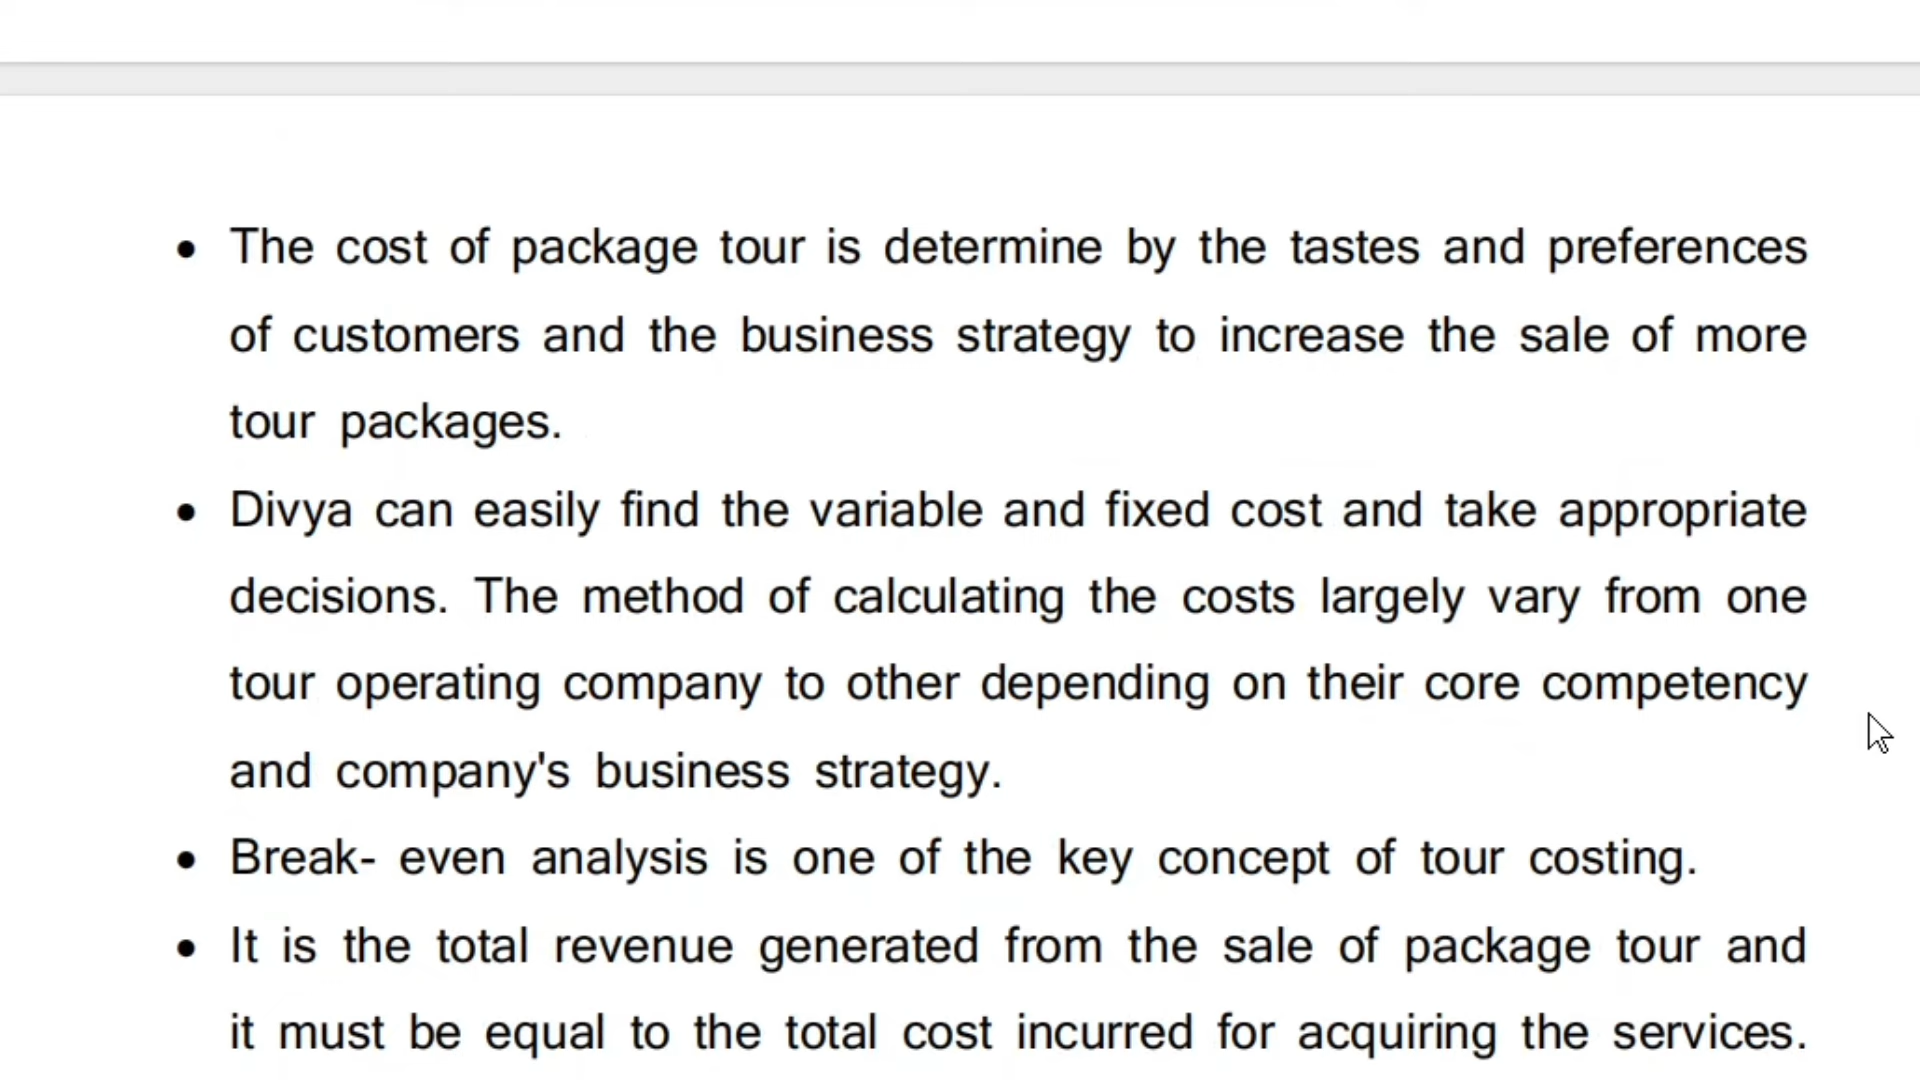 • The cost of package tour is determine by the tastes and preferences
of customers and the business strategy to increase the sale of more
tour packages.
• Divya can easily find the variable and fixed cost and take appropriate
decisions. The method of calculating the costs largely vary from one
tour operating company to other depending on their core competency
and company's business strategy.
• Break- even analysis is one of the key concept of tour costing.
• It is the total revenue generated from the sale of package tour and
it must be equal to the total cost incurred for acquiring the services.